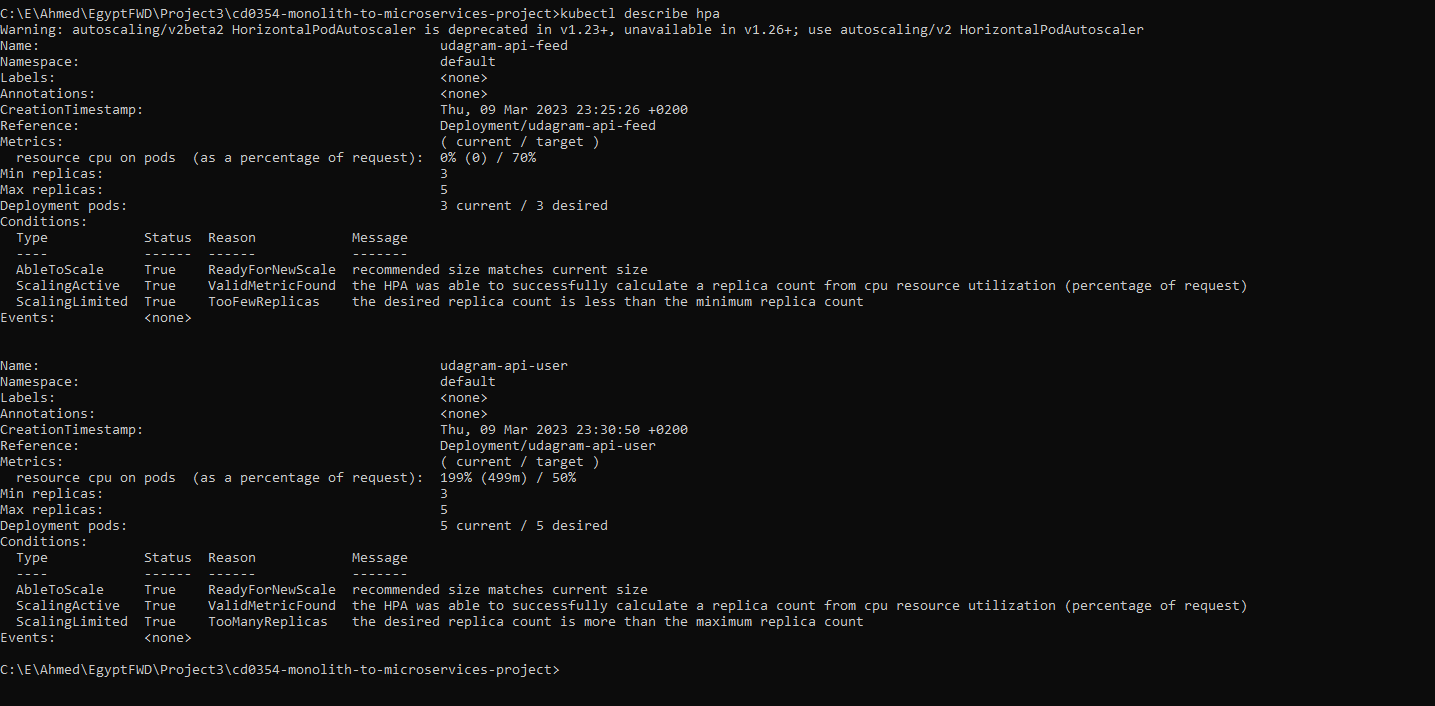 C:\E\Ahmed\EgyptFWD\Project3\cd0354-monolith-to-microservices-project>kubectl describe hpa
Warning: autoscaling/v2beta2 HorizontalPodAutoscaler is deprecated in v1.23+, unavailable in v1.26+; use autoscaling/v2 HorizontalPodAutoscaler
Name:                                                  udagram-api-feed
Namespace:                                             default
Labels:                                                <none>
Annotations:                                           <none>
CreationTimestamp:                                     Thu, 09 Mar 2023 23:25:26 +0200
Reference:                                             Deployment/udagram-api-feed
Metrics:                                               ( current / target )
  resource cpu on pods  (as a percentage of request):  0% (0) / 70%
Min replicas:                                          3
Max replicas:                                          5
Deployment pods:                                       3 current / 3 desired
Conditions:
  Type            Status  Reason            Message
  ----            ------  ------            -------
  AbleToScale     True    ReadyForNewScale  recommended size matches current size
  ScalingActive   True    ValidMetricFound  the HPA was able to successfully calculate a replica count from cpu resource utilization (percentage of request)
  ScalingLimited  True    TooFewReplicas    the desired replica count is less than the minimum replica count
Events:           <none>
Name:                                                  udagram-api-user
Namespace:                                             default
Labels:                                                <none>
Annotations:                                           <none>
CreationTimestamp:                                     Thu, 09 Mar 2023 23:30:50 +0200
Reference:                                             Deployment/udagram-api-user
Metrics:                                               ( current / target )
  resource cpu on pods  (as a percentage of request):  199% (499m) / 50%
Min replicas:                                          3
Max replicas:                                          5
Deployment pods:                                       5 current / 5 desired
Conditions:
  Type            Status  Reason            Message
  ----            ------  ------            -------
  AbleToScale     True    ReadyForNewScale  recommended size matches current size
  ScalingActive   True    ValidMetricFound  the HPA was able to successfully calculate a replica count from cpu resource utilization (percentage of request)
  ScalingLimited  True    TooManyReplicas   the desired replica count is more than the maximum replica count
Events:           <none>
C:\E\Ahmed\EgyptFWD\Project3\cd0354-monolith-to-microservices-project>